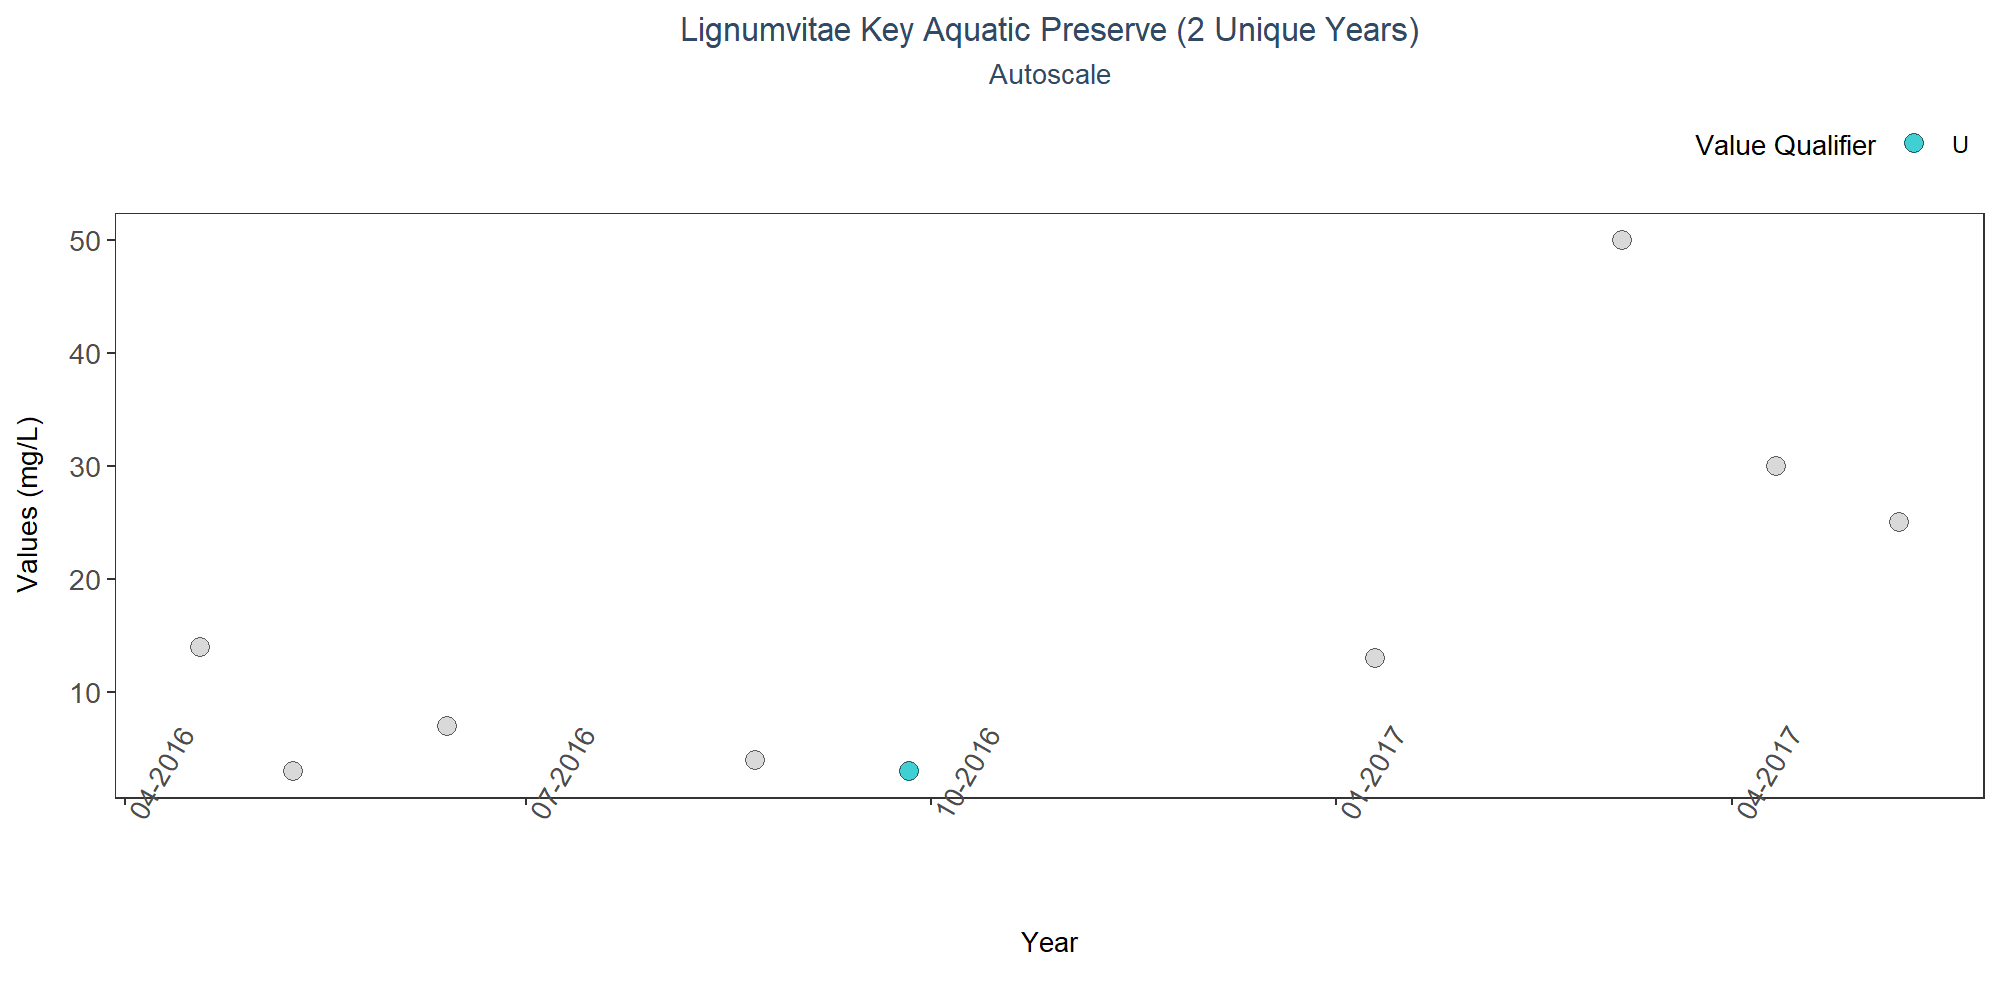 Lignumvitae Key Aquatic Preserve (2 Unique Years)
Autoscale
Value Qualifier U
50
40
30
20
10
Values (mg/L)
04-2016 07-2016 10-2016 01-2017 04-2017
Year